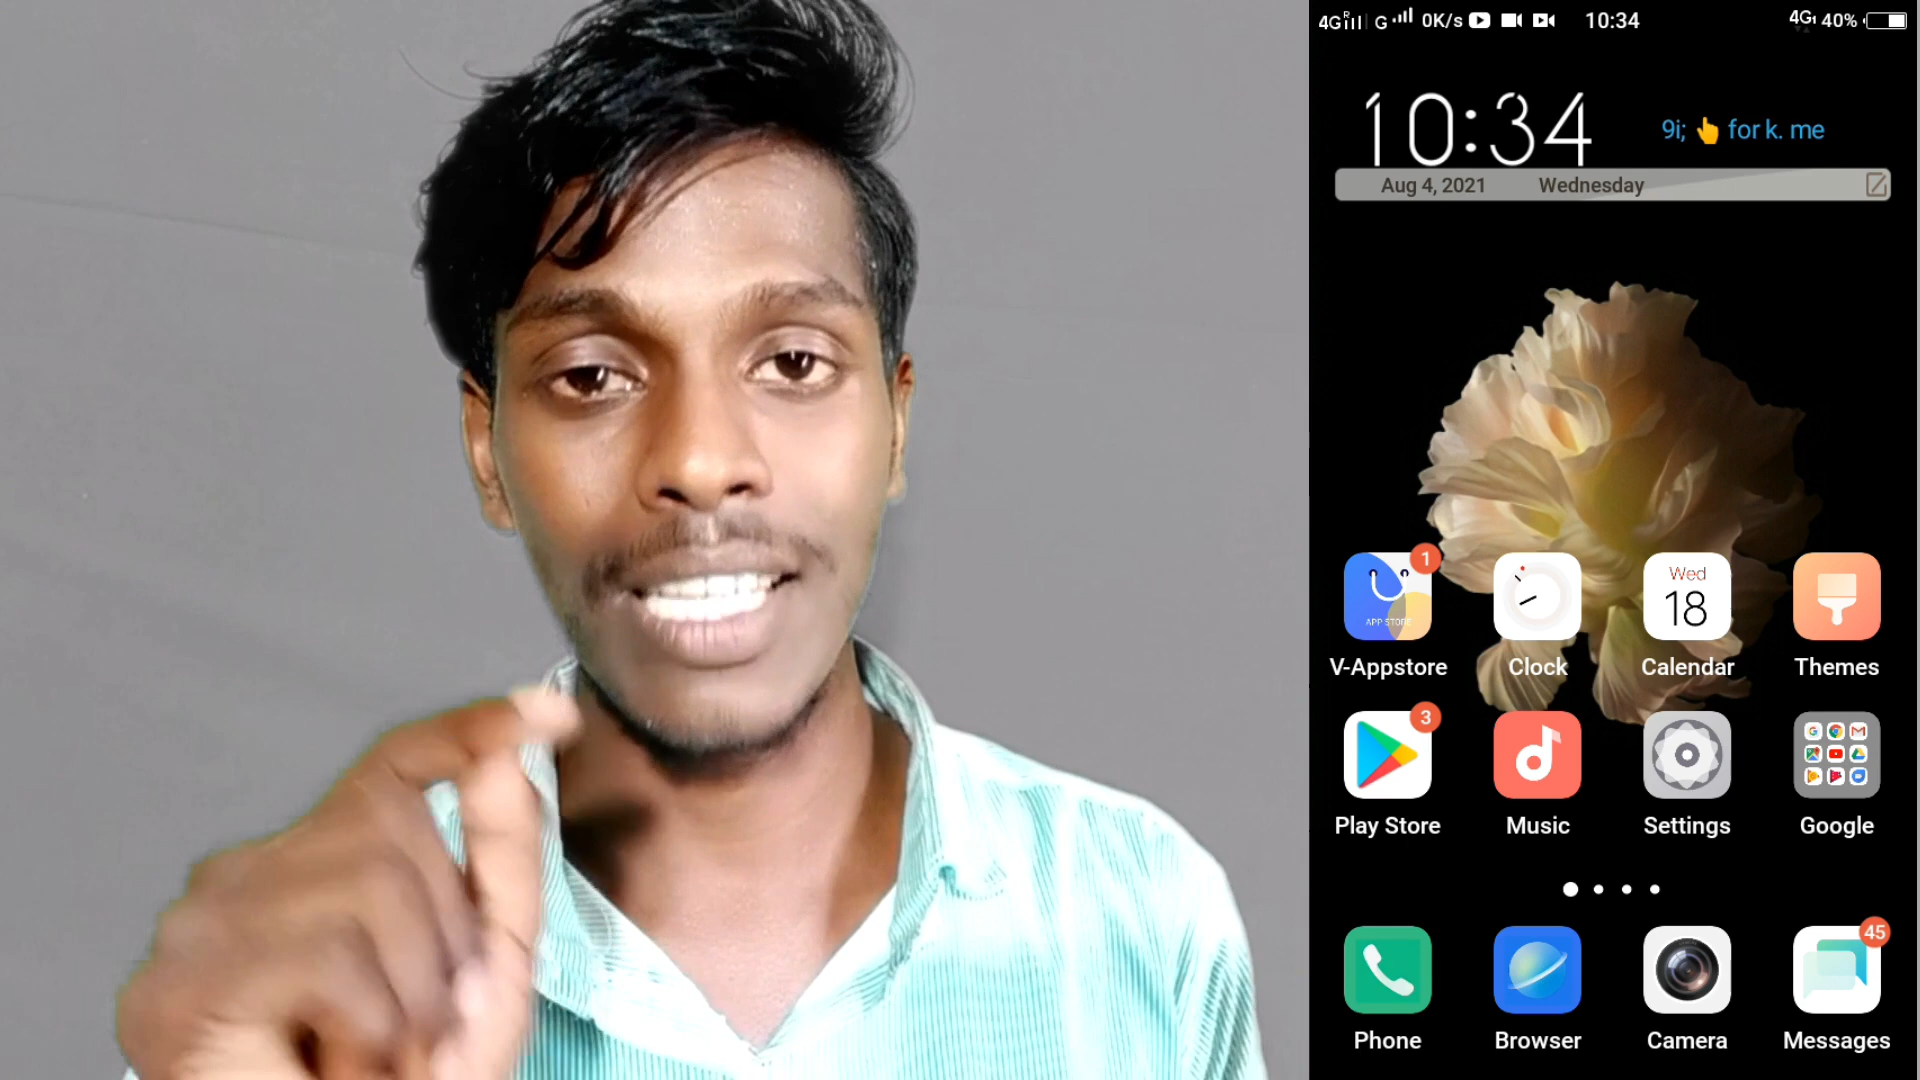 4G R G 0K/s 10:34 4G 40%
10:34
9i; 👆 for k. me
Aug 4, 2021 Wednesday
1
APP STORE
Wed
18
V-Appstore Clock Calendar Themes
3
Play Store Music Settings Google
45
Phone Browser Camera Messages